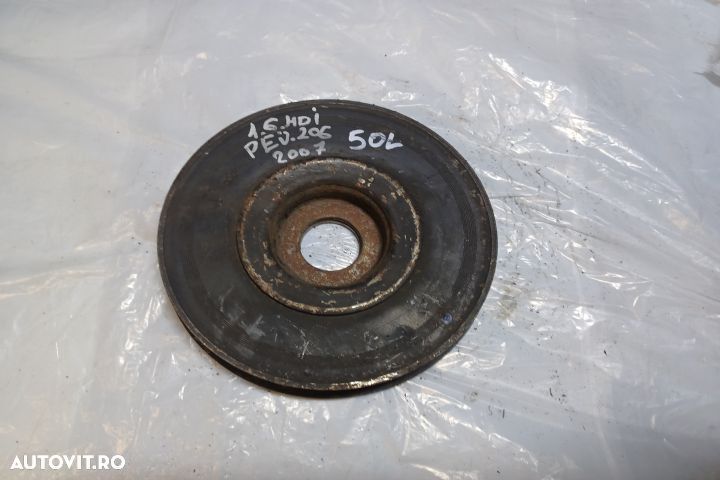 1.6.HDi
PEU.206
2007
50L
AUTOVIT.RO